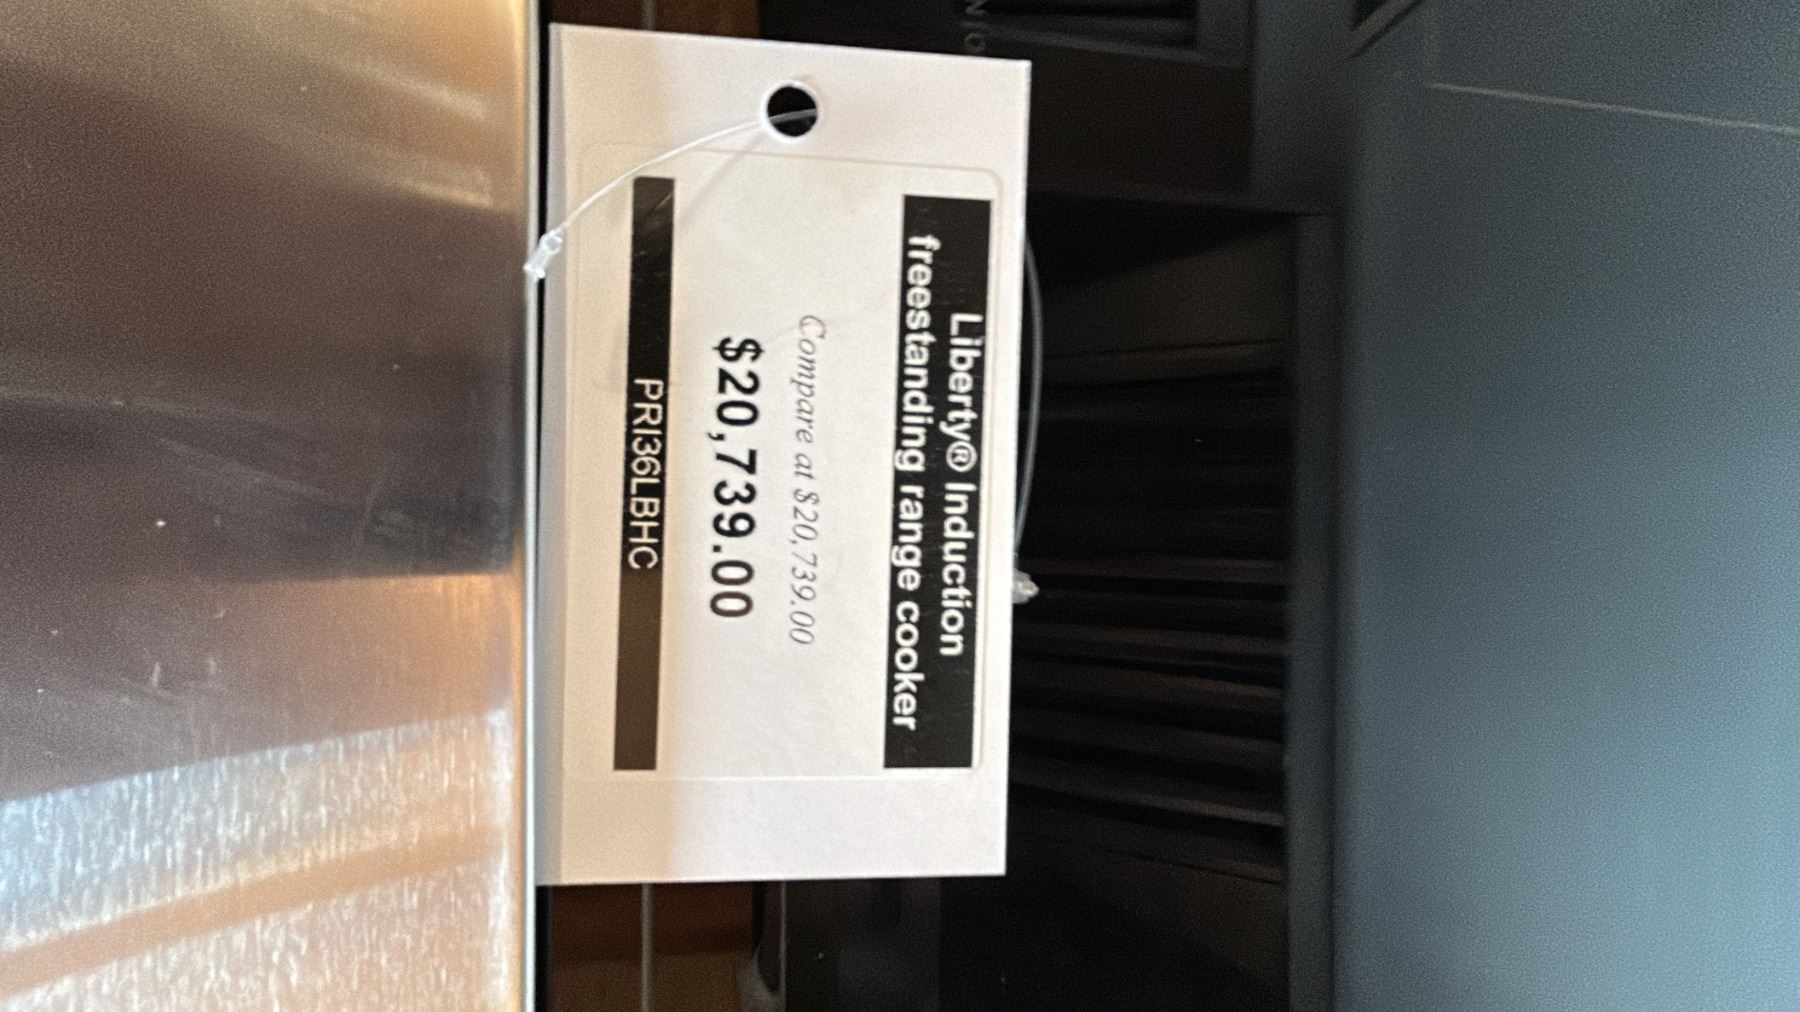 Liberty® Induction
freestanding range cooker
Compare at $20,739.00
$20,739.00
PRI36LBHC